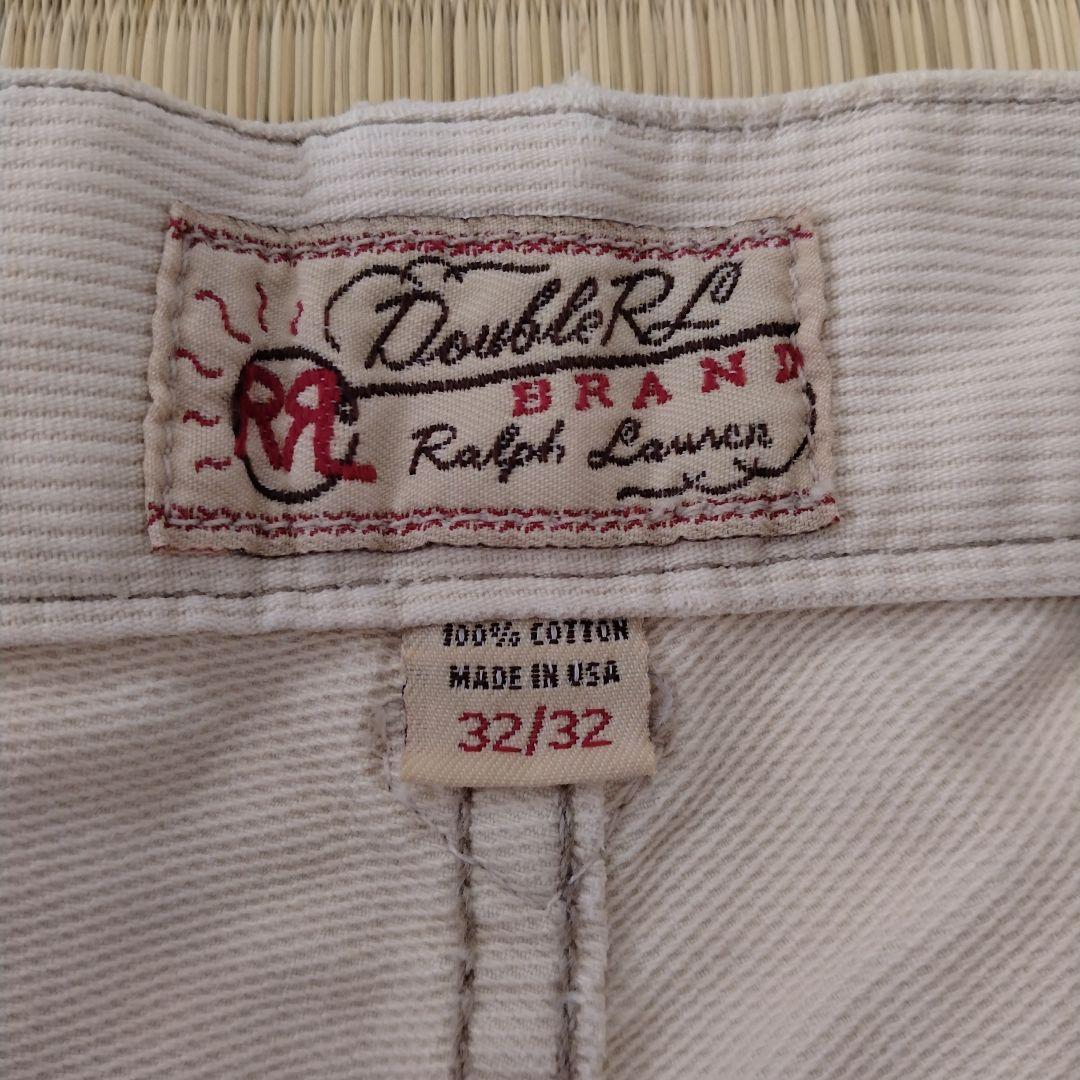 DoubleRL
BRAND
RRL
Ralph Lauren
100% COTTON
MADE IN USA
32/32